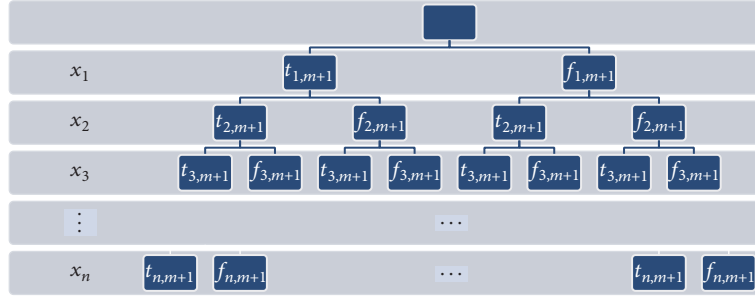 x₁ t₁,ₘ₊₁ f₁,ₘ₊₁
x₂ t₂,ₘ₊₁ f₂,ₘ₊₁ t₂,ₘ₊₁ f₂,ₘ₊₁
x₃ t₃,ₘ₊₁ f₃,ₘ₊₁ t₃,ₘ₊₁ f₃,ₘ₊₁ t₃,ₘ₊₁ f₃,ₘ₊₁ t₃,ₘ₊₁ f₃,ₘ₊₁
⋮ ⋯
xₙ tₙ,ₘ₊₁ fₙ,ₘ₊₁ ⋯ tₙ,ₘ₊₁ fₙ,ₘ₊₁